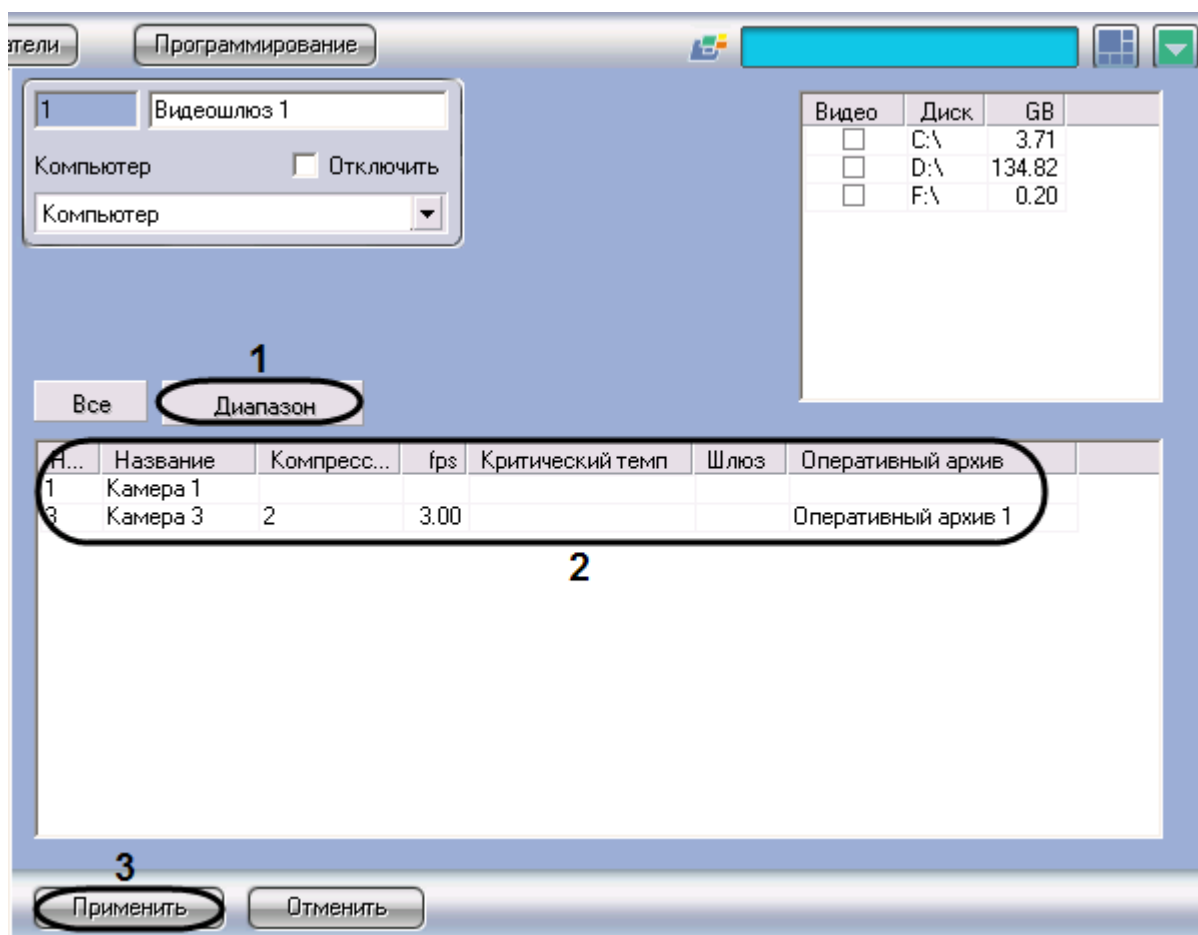 атели Программирование
1 Видеошлюз 1
Компьютер Отключить
Компьютер
Видео Диск GB
C:\ 3.71
D:\ 134.82
F:\ 0.20
1
Все Диапазон
Н... Название Компресс... fps Критический темп Шлюз Оперативный архив
1 Камера 1
3 Камера 3 2 3.00 Оперативный архив 1
2
3
Применить Отменить